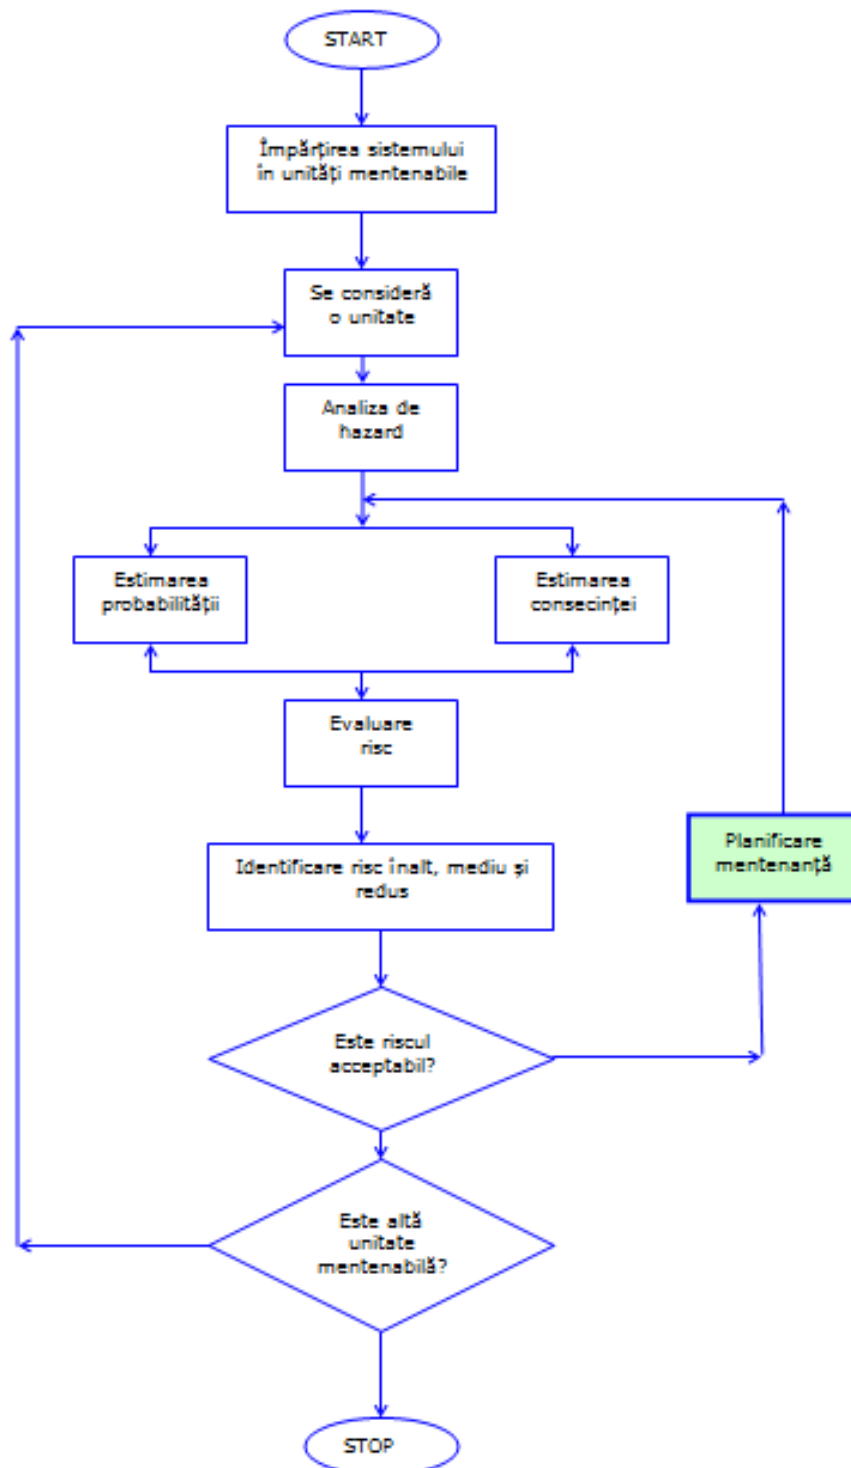 START
Împărțirea sistemului
în unități mentenabile
Se consideră
o unitate
Analiza de
hazard
Estimarea
probabilității
Estimarea
consecinței
Evaluare
risc
Identificare risc înalt, mediu și
redus
Planificare
mentenanță
Este riscul
acceptabil?
Este altă
unitate
mentenabilă?
STOP